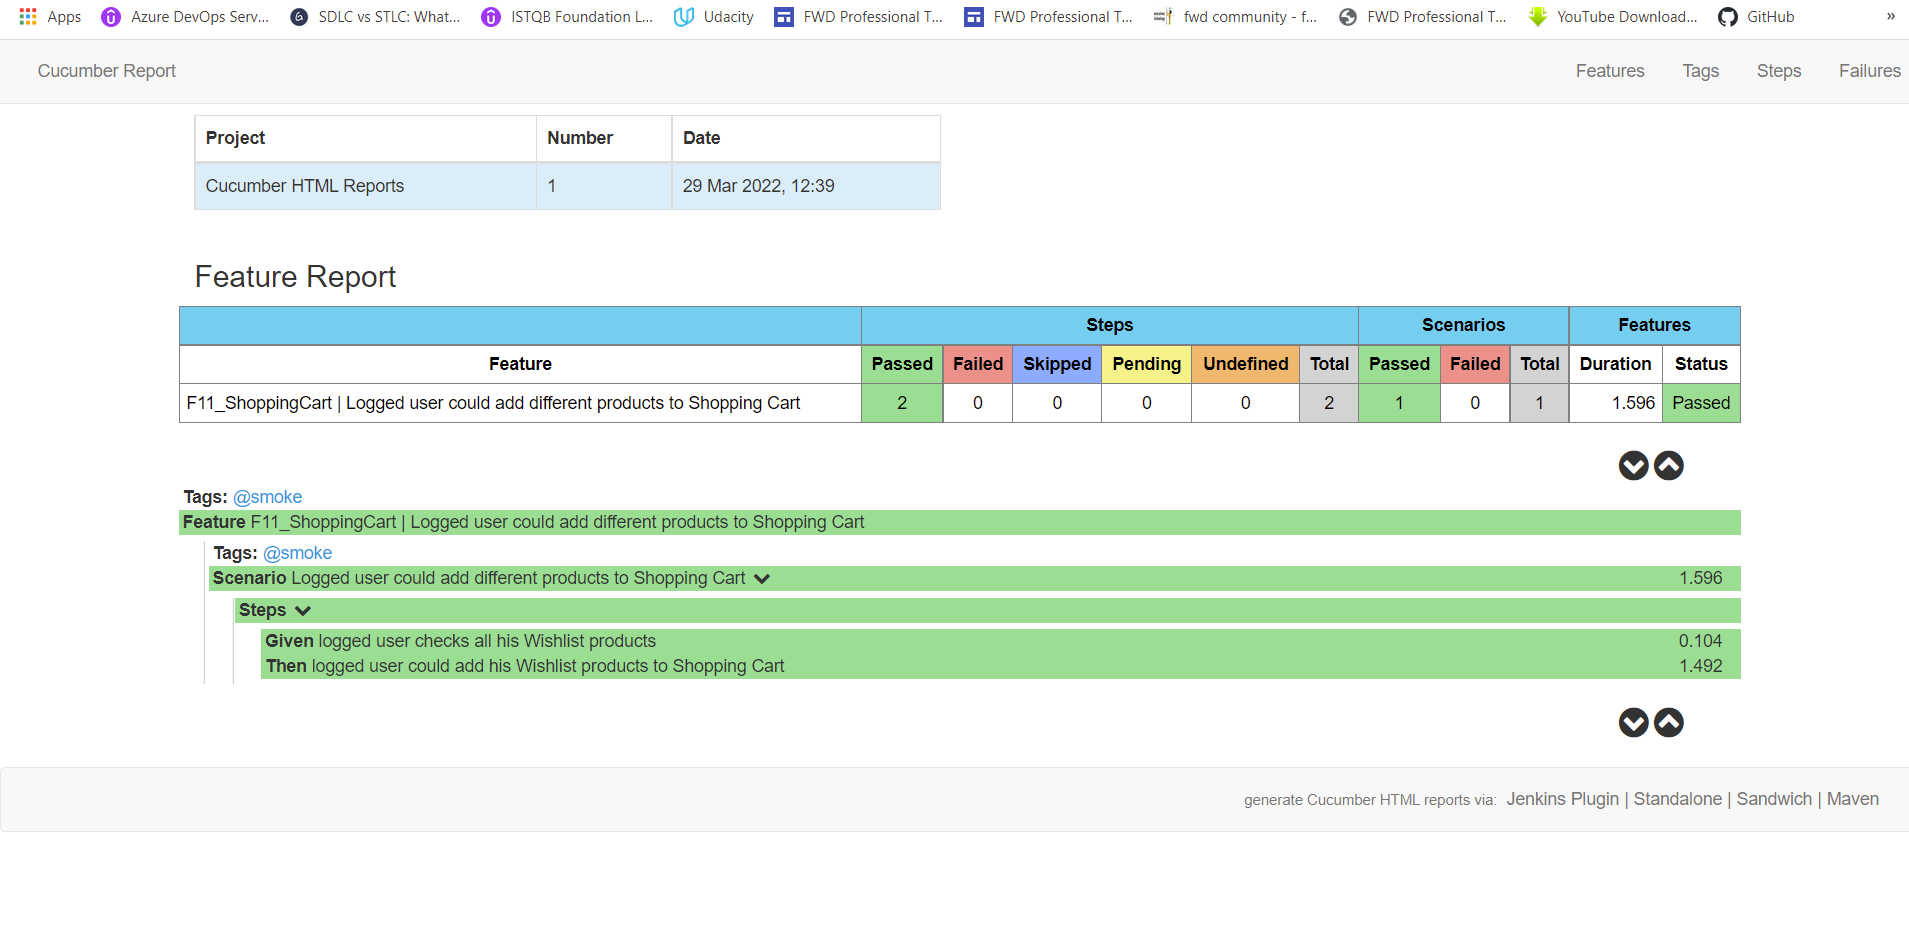 Apps Azure DevOps Serv... SDLC vs STLC: What... ISTQB Foundation L... Udacity FWD Professional T... FWD Professional T... fwd community - f... FWD Professional T... YouTube Download... GitHub »
Cucumber Report Features Tags Steps Failures
Project Number Date
Cucumber HTML Reports 1 29 Mar 2022, 12:39
Feature Report
Steps Scenarios Features
Feature Passed Failed Skipped Pending Undefined Total Passed Failed Total Duration Status
F11_ShoppingCart | Logged user could add different products to Shopping Cart 2 0 0 0 0 2 1 0 1 1.596 Passed
Tags: @smoke
Feature F11_ShoppingCart | Logged user could add different products to Shopping Cart
Tags: @smoke
Scenario Logged user could add different products to Shopping Cart 1.596
Steps
Given logged user checks all his Wishlist products 0.104
Then logged user could add his Wishlist products to Shopping Cart 1.492
generate Cucumber HTML reports via: Jenkins Plugin | Standalone | Sandwich | Maven